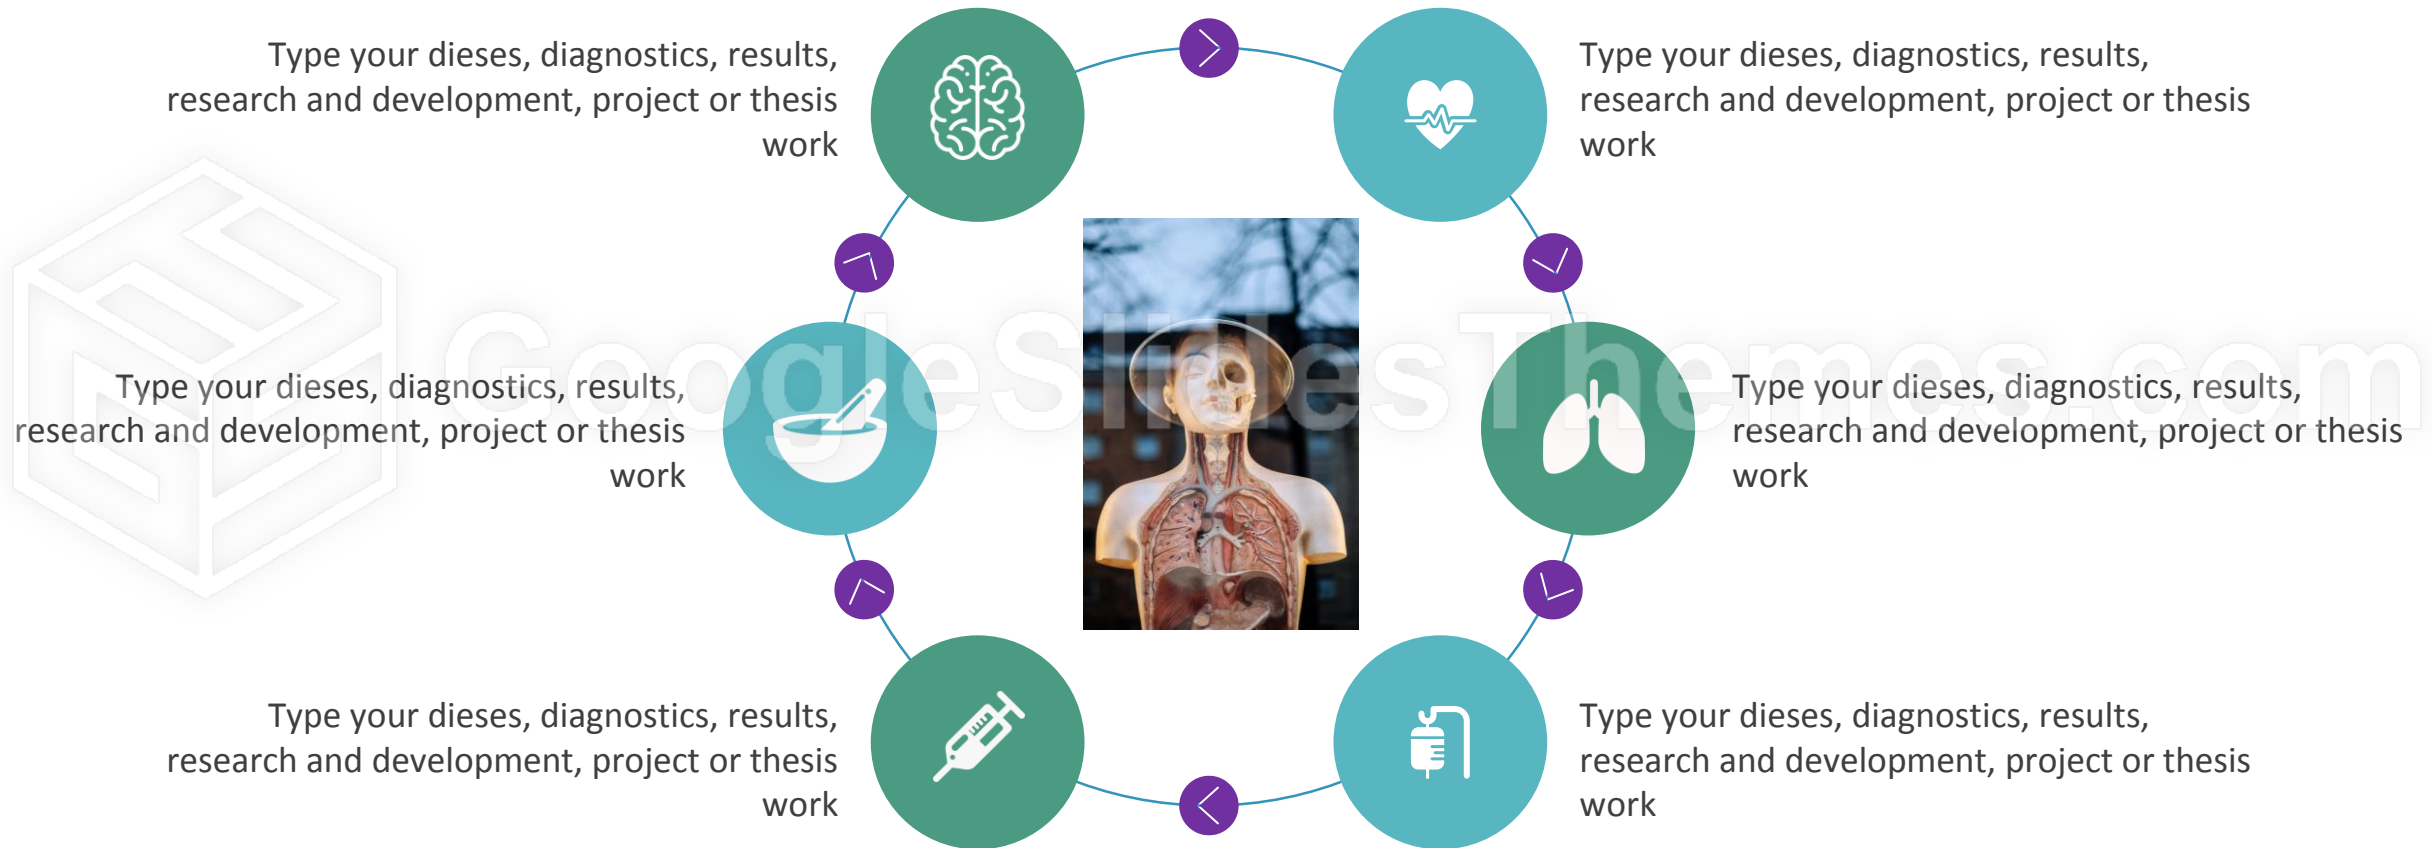 Type your dieses, diagnostics, results,
research and development, project or thesis
work
Type your dieses, diagnostics, results,
research and development, project or thesis
work
Type your dieses, diagnostics, results,
research and development, project or thesis
work
Type your dieses, diagnostics, results,
research and development, project or thesis
work
Type your dieses, diagnostics, results,
research and development, project or thesis
work
Type your dieses, diagnostics, results,
research and development, project or thesis
work
GoogleSlidesThemes.com